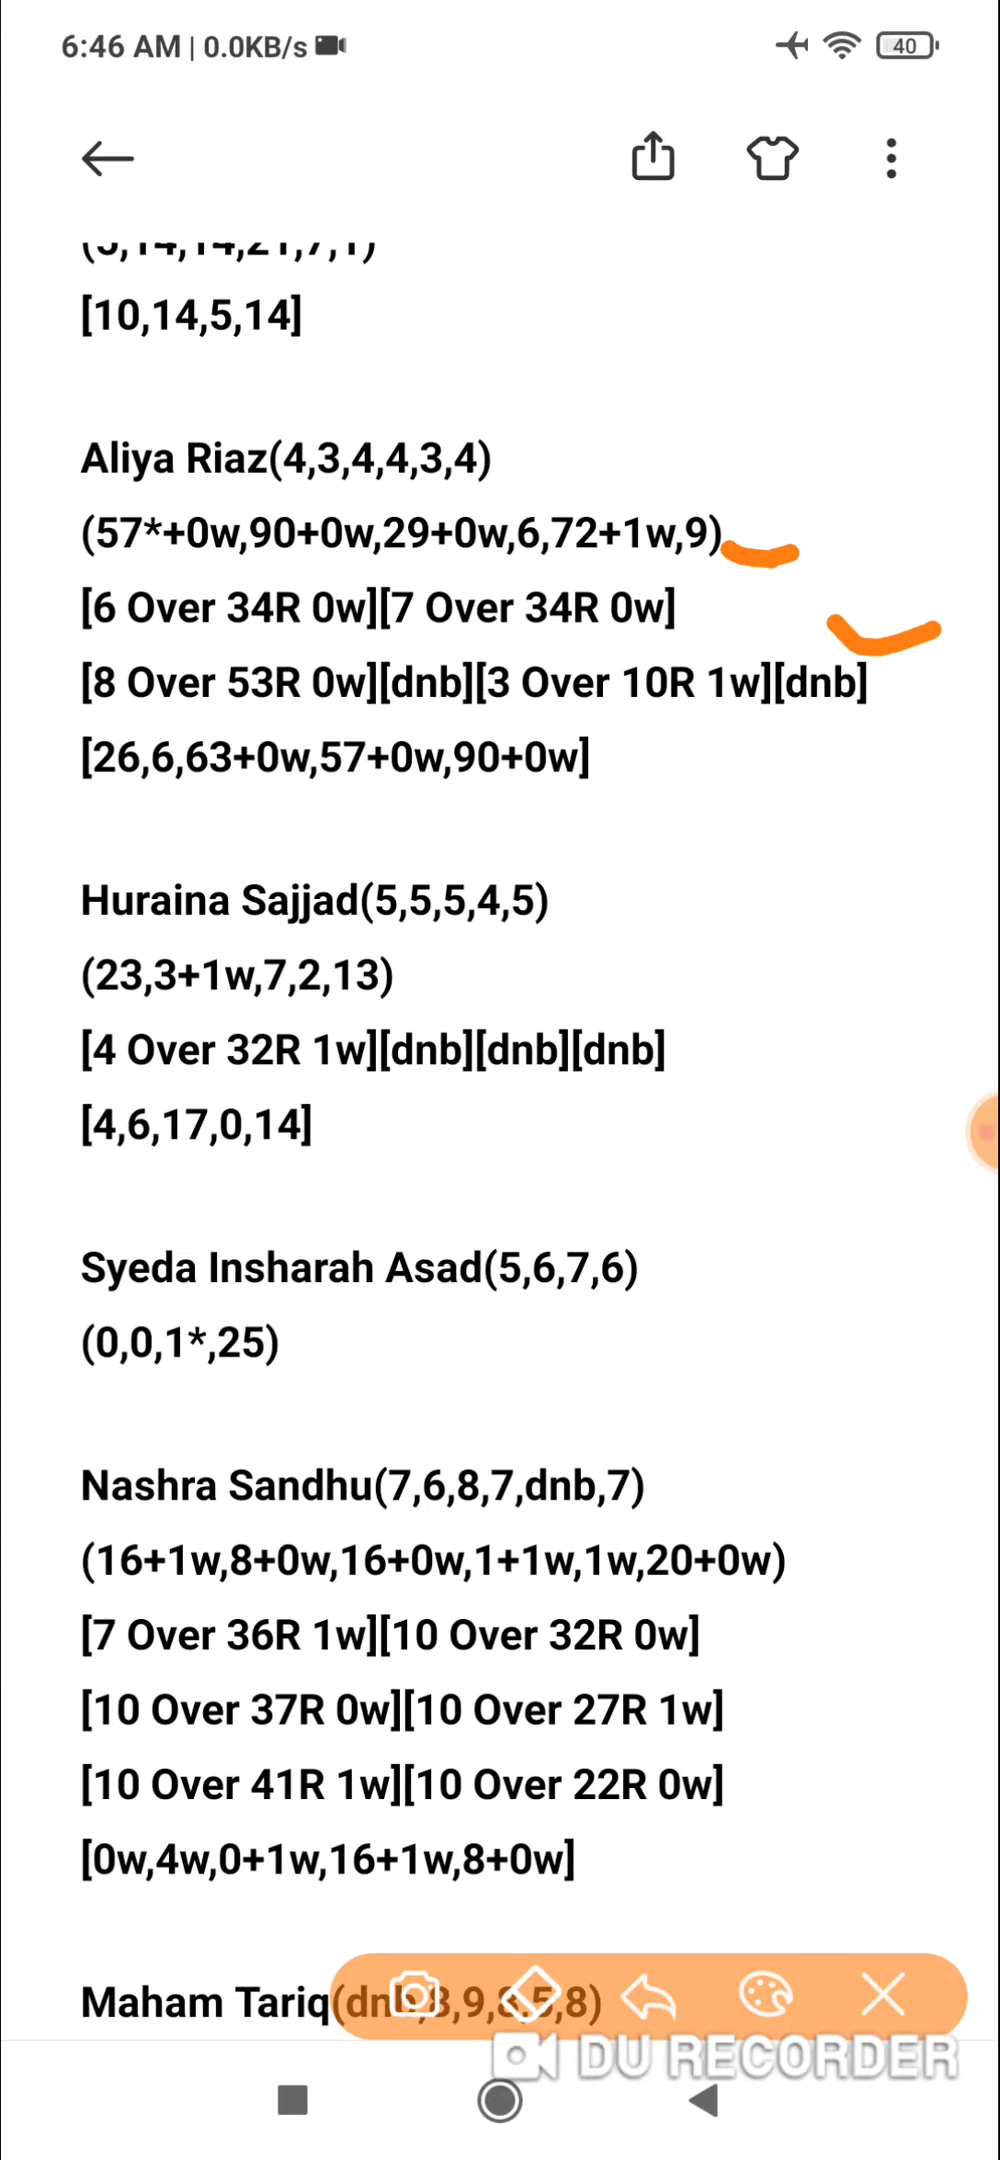 6:46 AM | 0.0KB/s
40
[10,14,5,14]
Aliya Riaz(4,3,4,4,3,4)
(57*+0w,90+0w,29+0w,6,72+1w,9)
[6 Over 34R 0w][7 Over 34R 0w]
[8 Over 53R 0w][dnb][3 Over 10R 1w][dnb]
[26,6,63+0w,57+0w,90+0w]
Huraina Sajjad(5,5,5,4,5)
(23,3+1w,7,2,13)
[4 Over 32R 1w][dnb][dnb][dnb]
[4,6,17,0,14]
Syeda Insharah Asad(5,6,7,6)
(0,0,1*,25)
Nashra Sandhu(7,6,8,7,dnb,7)
(16+1w,8+0w,16+0w,1+1w,1w,20+0w)
[7 Over 36R 1w][10 Over 32R 0w]
[10 Over 37R 0w][10 Over 27R 1w]
[10 Over 41R 1w][10 Over 22R 0w]
[0w,4w,0+1w,16+1w,8+0w]
Maham Tariq
DU RECORDER